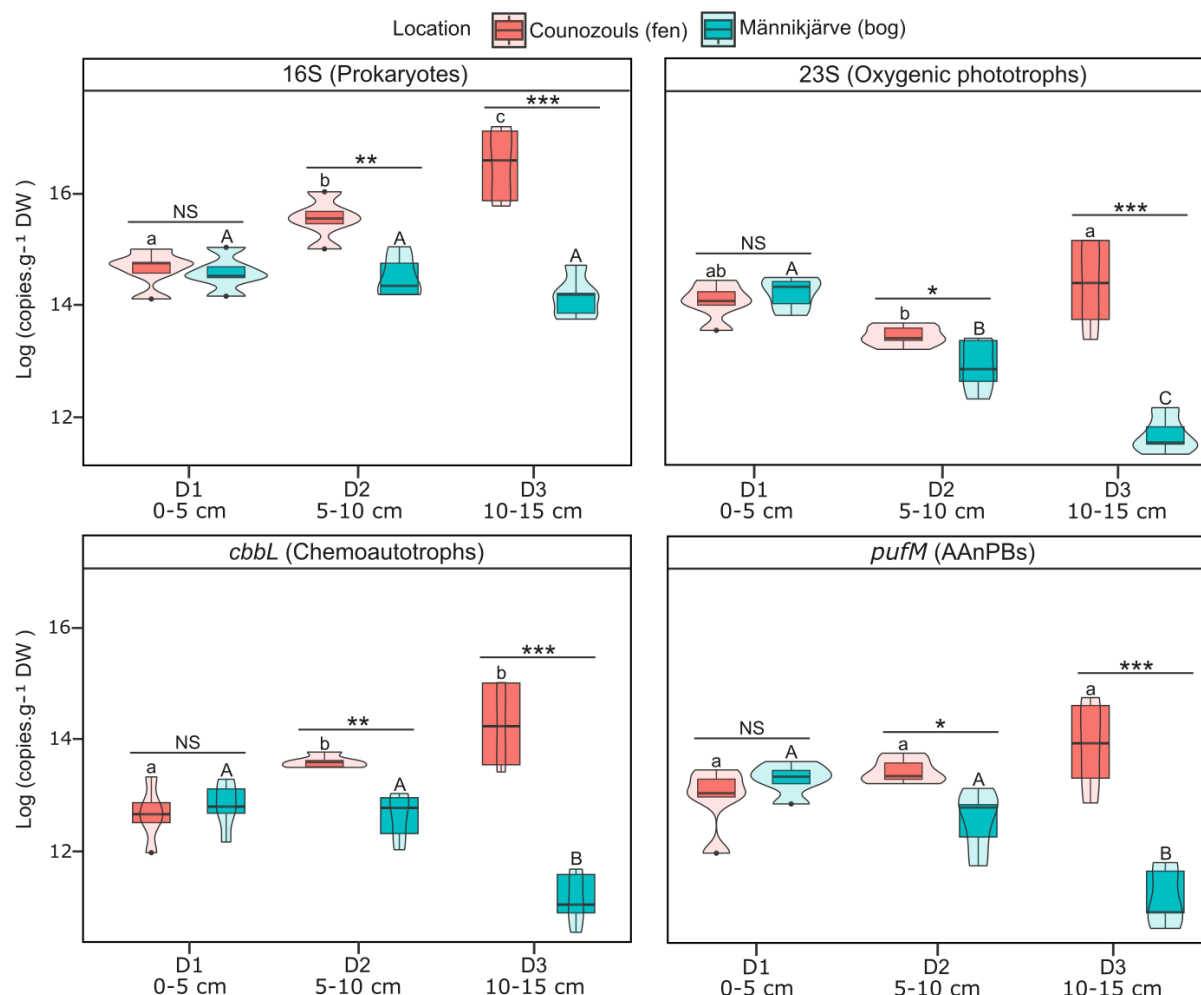 Location Counozouls (fen) Männikjärve (bog)
16S (Prokaryotes)
23S (Oxygenic phototrophs)
Log (copies.g-¹ DW )
16
14
12
NS
a
A
**
b
A
***
c
A
NS
ab
A
*
b
B
***
a
C
D1
0-5 cm
D2
5-10 cm
D3
10-15 cm
D1
0-5 cm
D2
5-10 cm
D3
10-15 cm
cbbL (Chemoautotrophs)
pufM (AAnPBs)
Log (copies.g-¹ DW )
16
14
12
NS
a
A
**
b
A
***
b
B
NS
a
A
*
a
A
***
a
B
D1
0-5 cm
D2
5-10 cm
D3
10-15 cm
D1
0-5 cm
D2
5-10 cm
D3
10-15 cm